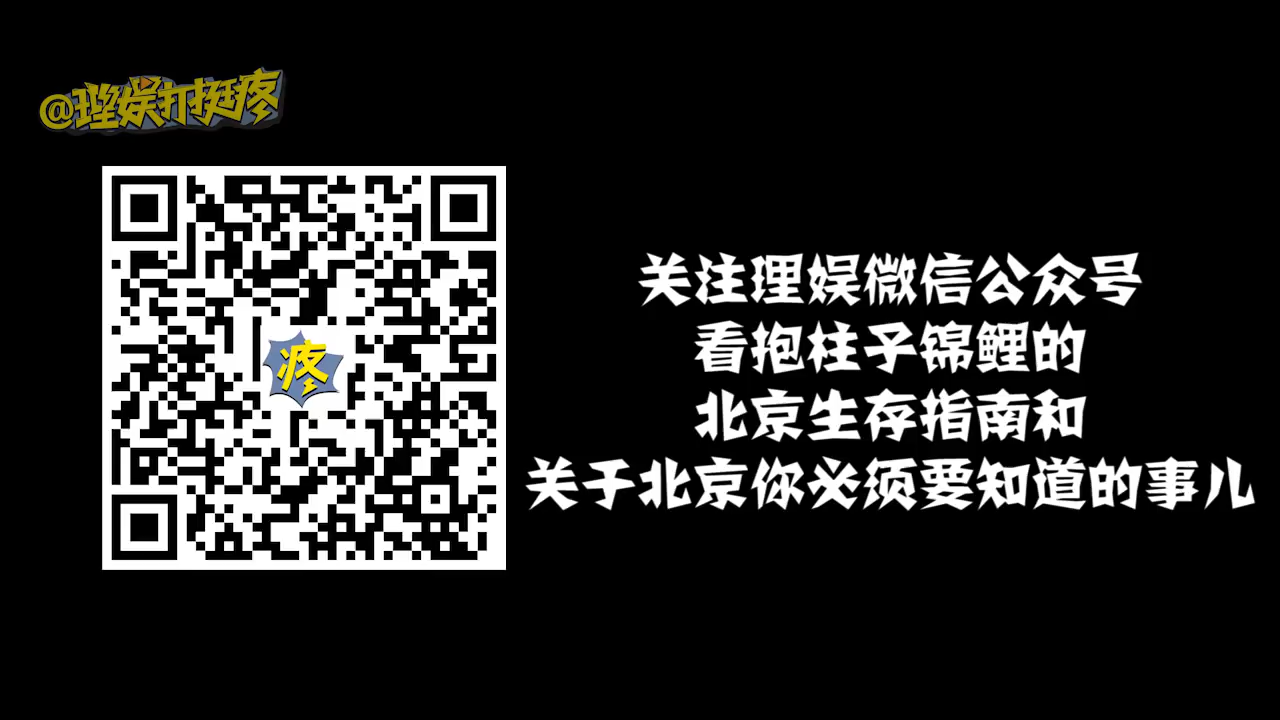 @理娱打挺疼
疼
关注理娱微信公众号
看抱柱子锦鲤的
北京生存指南和
关于北京你必须要知道的事儿